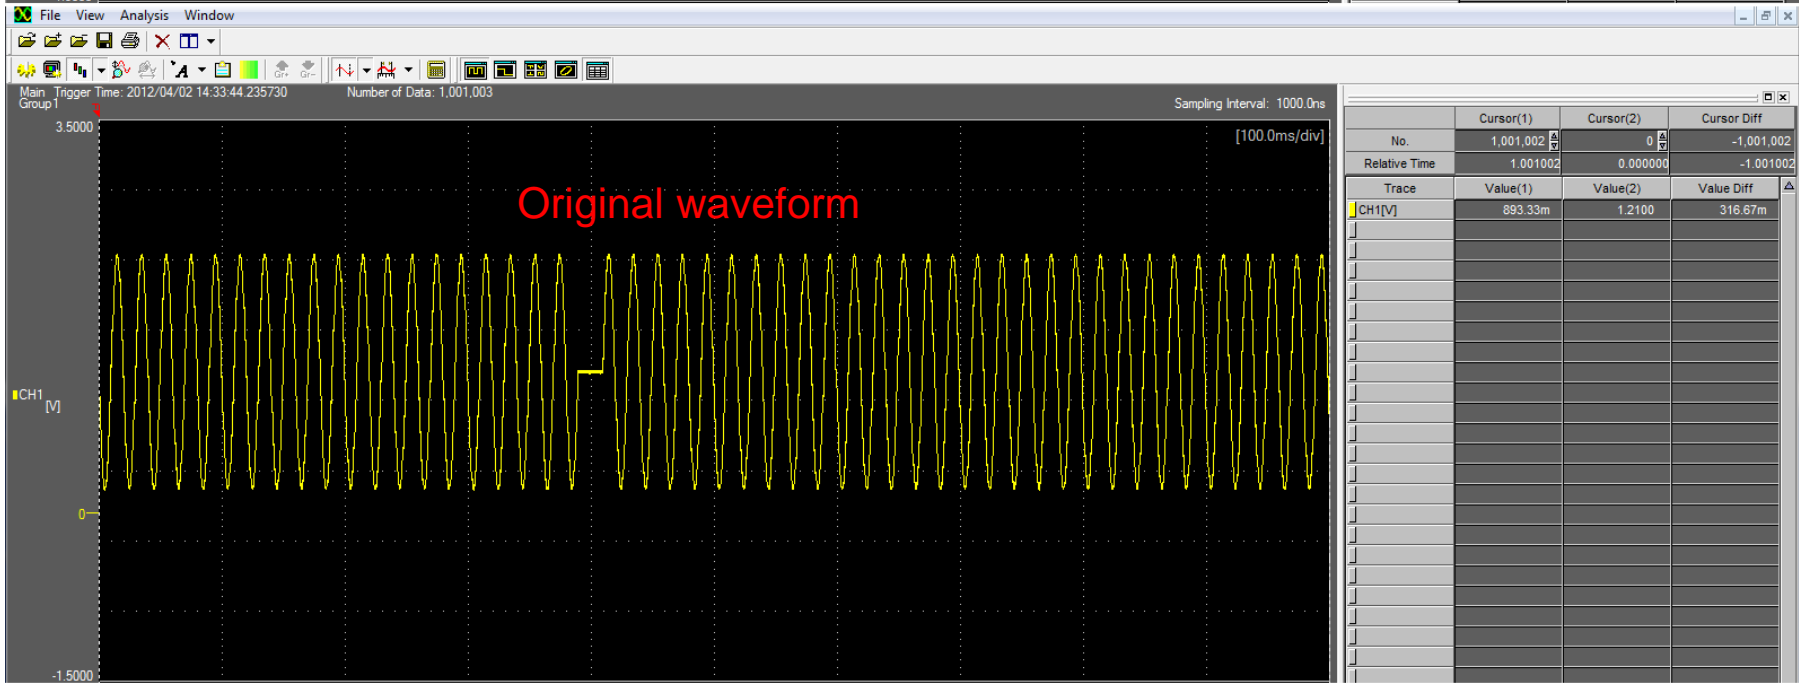 File View Analysis Window
Main Trigger Time: 2012/04/02 14:33:44.235730 Number of Data: 1,001,003
Group1
Sampling Interval: 1000.0ns
3.5000
[100.0ms/div]
Original waveform
CH1
[V]
0
-1.5000
Cursor(1) Cursor(2) Cursor Diff
No. 1,001,002 0 -1,001,002
Relative Time 1.001002 0.000000 -1.001002
Trace Value(1) Value(2) Value Diff
CH1[V] 893.33m 1.2100 316.67m